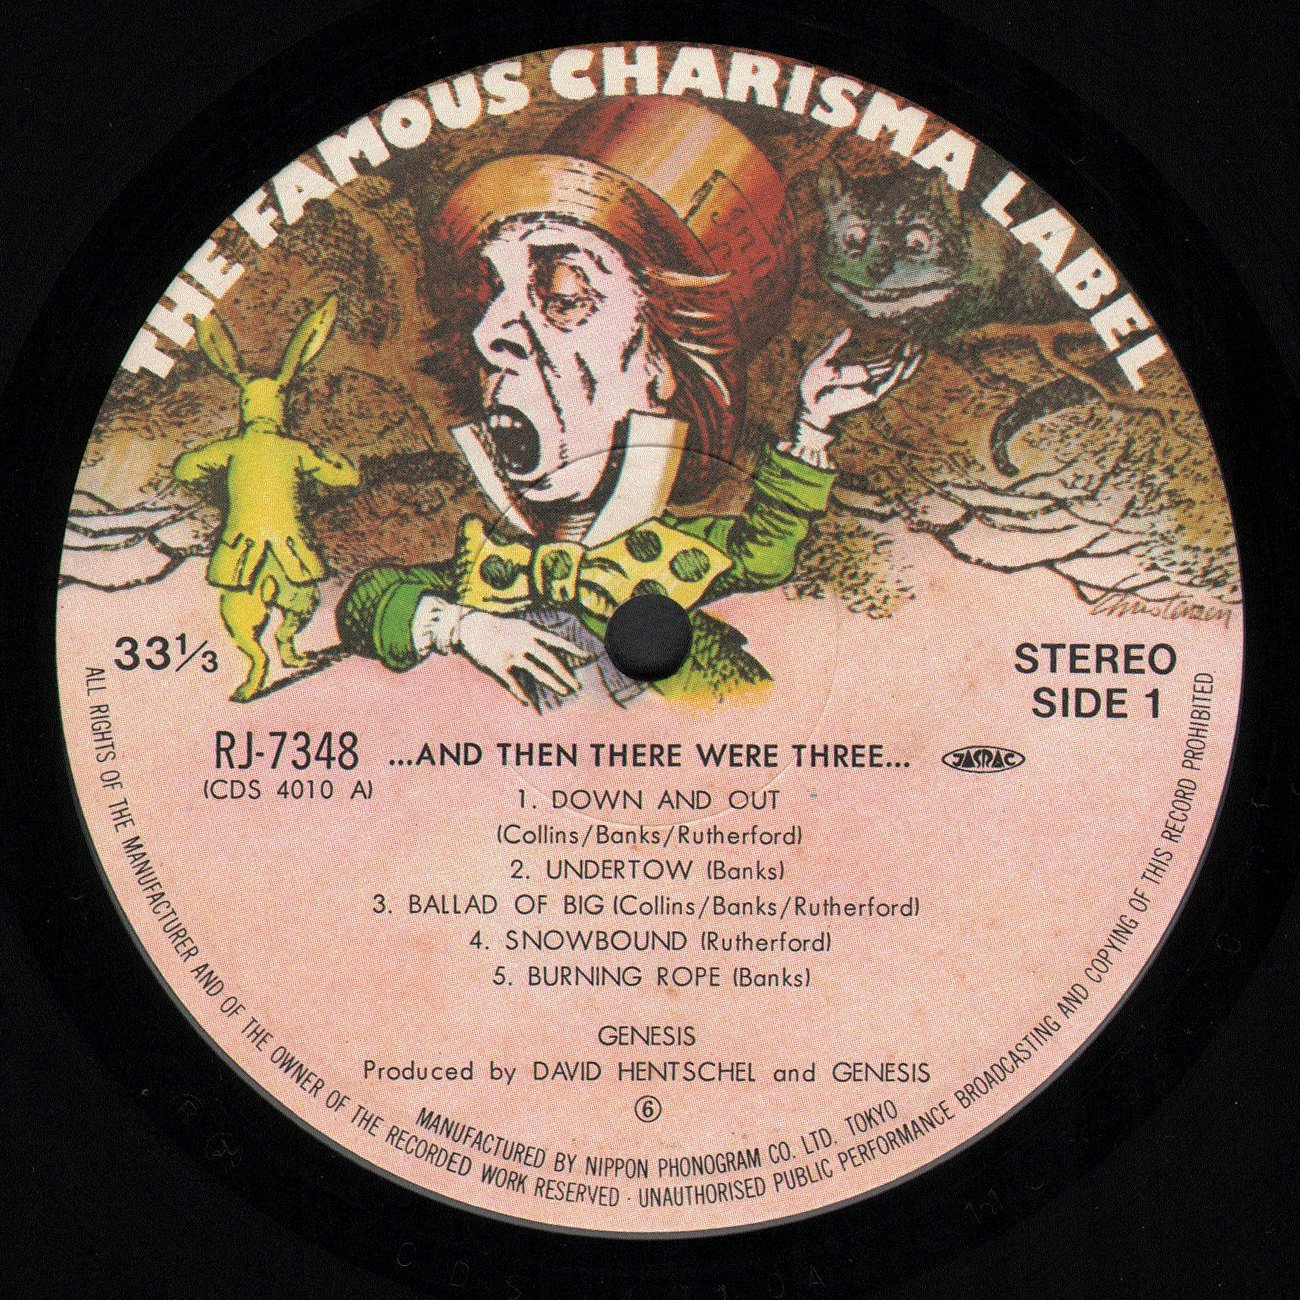 THE FAMOUS CHARISMA LABEL
Christensen
33 1/3
STEREO
SIDE 1
RJ-7348
(CDS 4010 A)
...AND THEN THERE WERE THREE...
JASRAC
1. DOWN AND OUT
(Collins/Banks/Rutherford)
2. UNDERTOW (Banks)
3. BALLAD OF BIG (Collins/Banks/Rutherford)
4. SNOWBOUND (Rutherford)
5. BURNING ROPE (Banks)
GENESIS
Produced by DAVID HENTSCHEL and GENESIS
⑥
MANUFACTURED BY NIPPON PHONOGRAM CO. LTD. TOKYO
ALL RIGHTS OF THE MANUFACTURER AND OF THE OWNER OF THE RECORDED WORK RESERVED · UNAUTHORISED PUBLIC PERFORMANCE BROADCASTING AND COPYING OF THIS RECORD PROHIBITED